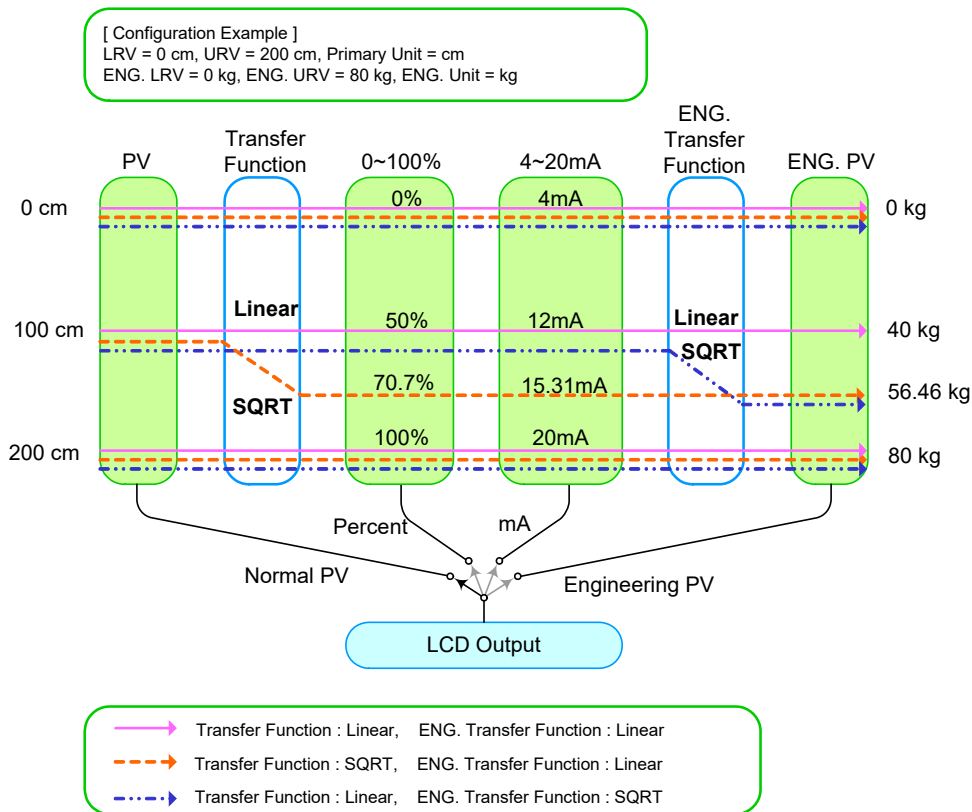 [ Configuration Example ]
LRV = 0 cm, URV = 200 cm, Primary Unit = cm
ENG. LRV = 0 kg, ENG. URV = 80 kg, ENG. Unit = kg
PV
Transfer
Function
0~100%
4~20mA
ENG.
Transfer
Function
ENG. PV
0 cm
0%
4mA
0 kg
Linear
100 cm
50%
12mA
Linear
40 kg
SQRT
SQRT
70.7%
15.31mA
56.46 kg
200 cm
100%
20mA
80 kg
Percent
mA
Normal PV
Engineering PV
LCD Output
Transfer Function : Linear, ENG. Transfer Function : Linear
Transfer Function : SQRT, ENG. Transfer Function : Linear
Transfer Function : Linear, ENG. Transfer Function : SQRT